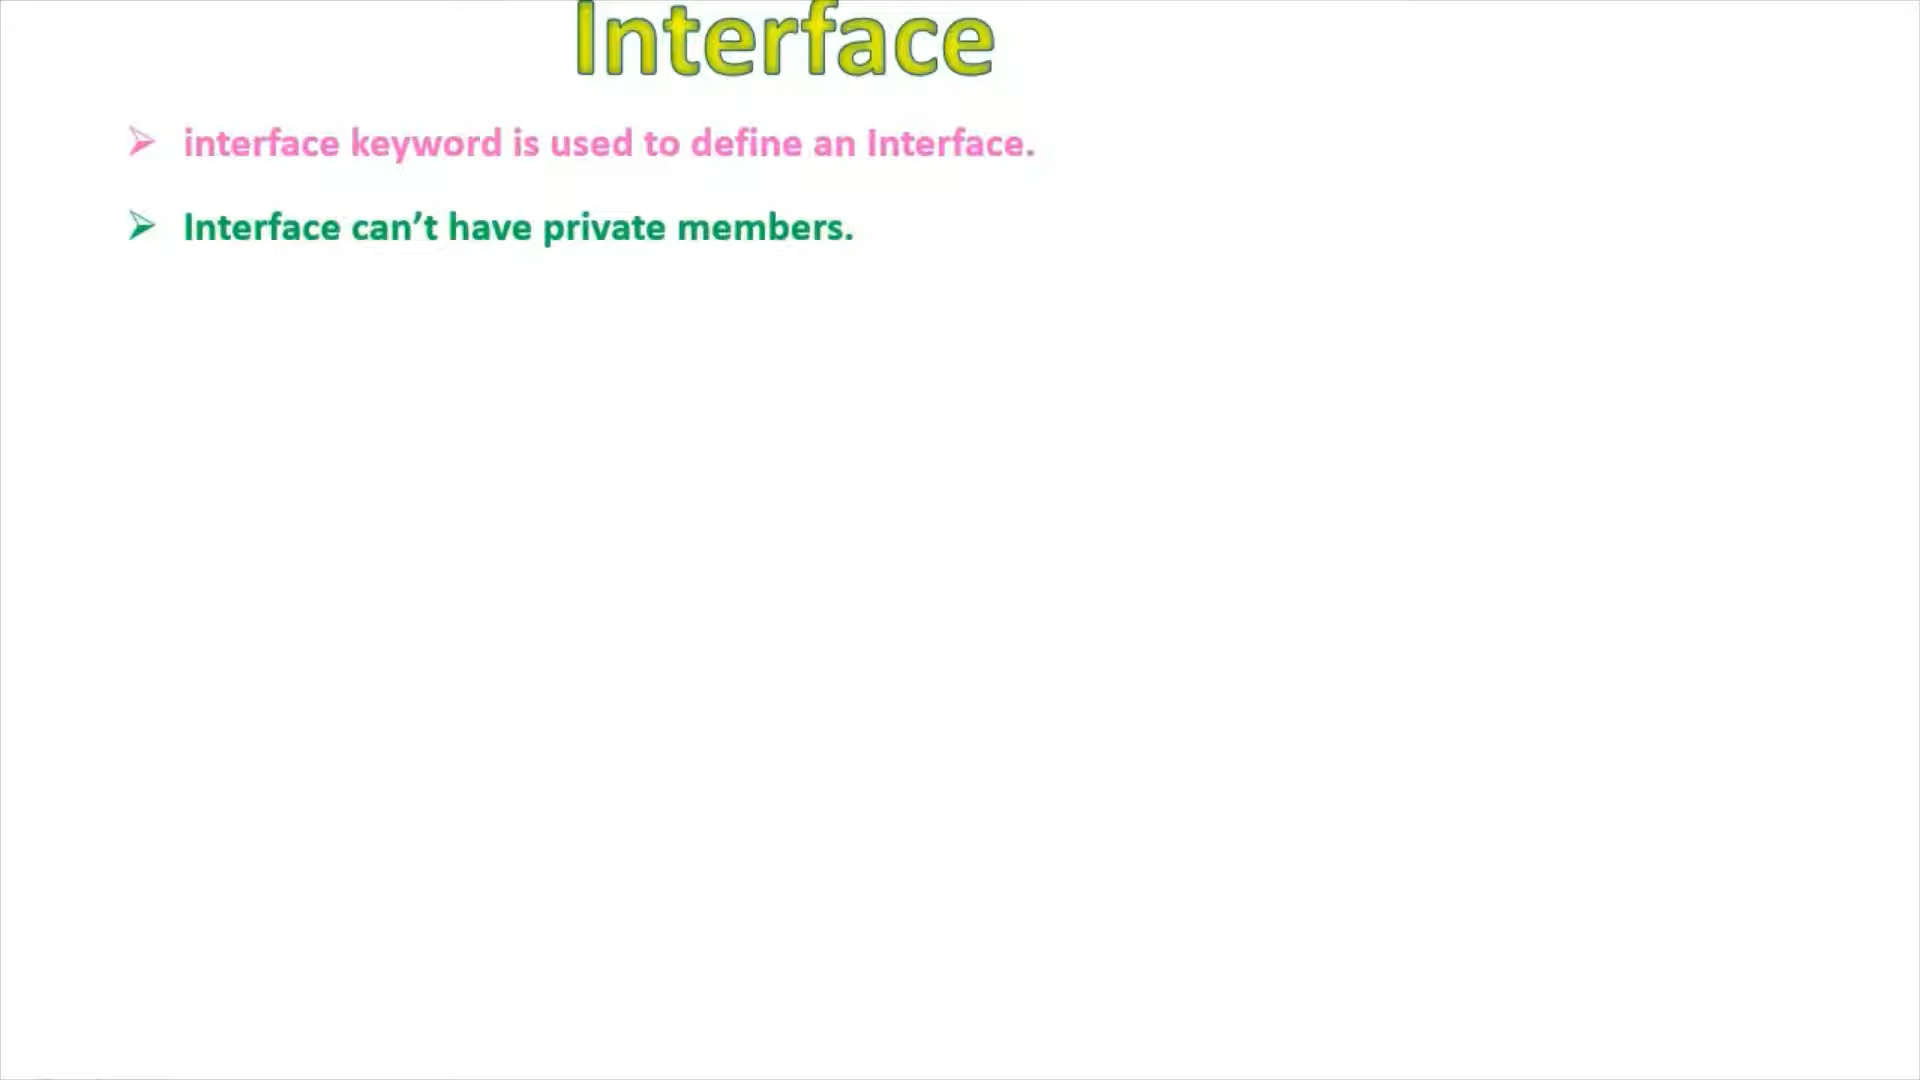 Interface
➢ interface keyword is used to define an Interface.
➢ Interface can’t have private members.